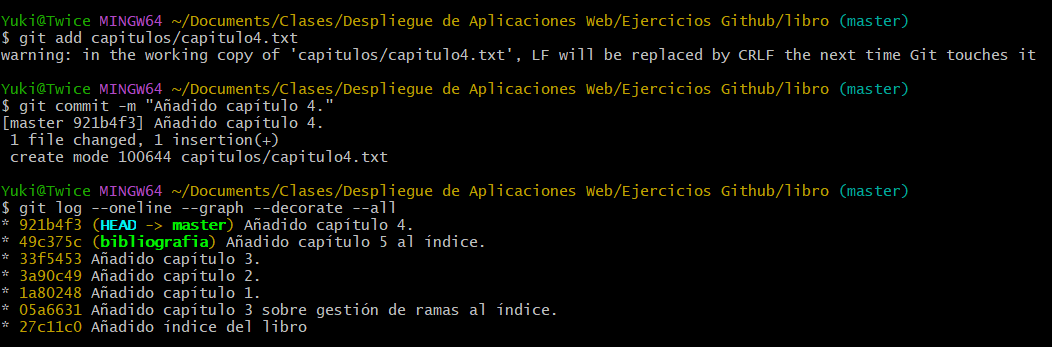 Yuki@Twice MINGW64 ~/Documents/Clases/Despliegue de Aplicaciones Web/Ejercicios Github/libro (master)
$ git add capitulos/capitulo4.txt
warning: in the working copy of 'capitulos/capitulo4.txt', LF will be replaced by CRLF the next time Git touches it
Yuki@Twice MINGW64 ~/Documents/Clases/Despliegue de Aplicaciones Web/Ejercicios Github/libro (master)
$ git commit -m "Añadido capítulo 4."
[master 921b4f3] Añadido capítulo 4.
 1 file changed, 1 insertion(+)
 create mode 100644 capitulos/capitulo4.txt
Yuki@Twice MINGW64 ~/Documents/Clases/Despliegue de Aplicaciones Web/Ejercicios Github/libro (master)
$ git log --oneline --graph --decorate --all
* 921b4f3 (HEAD -> master) Añadido capítulo 4.
* 49c375c (bibliografia) Añadido capítulo 5 al índice.
* 33f5453 Añadido capítulo 3.
* 3a90c49 Añadido capítulo 2.
* 1a80248 Añadido capítulo 1.
* 05a6631 Añadido capítulo 3 sobre gestión de ramas al índice.
* 27c11c0 Añadido índice del libro